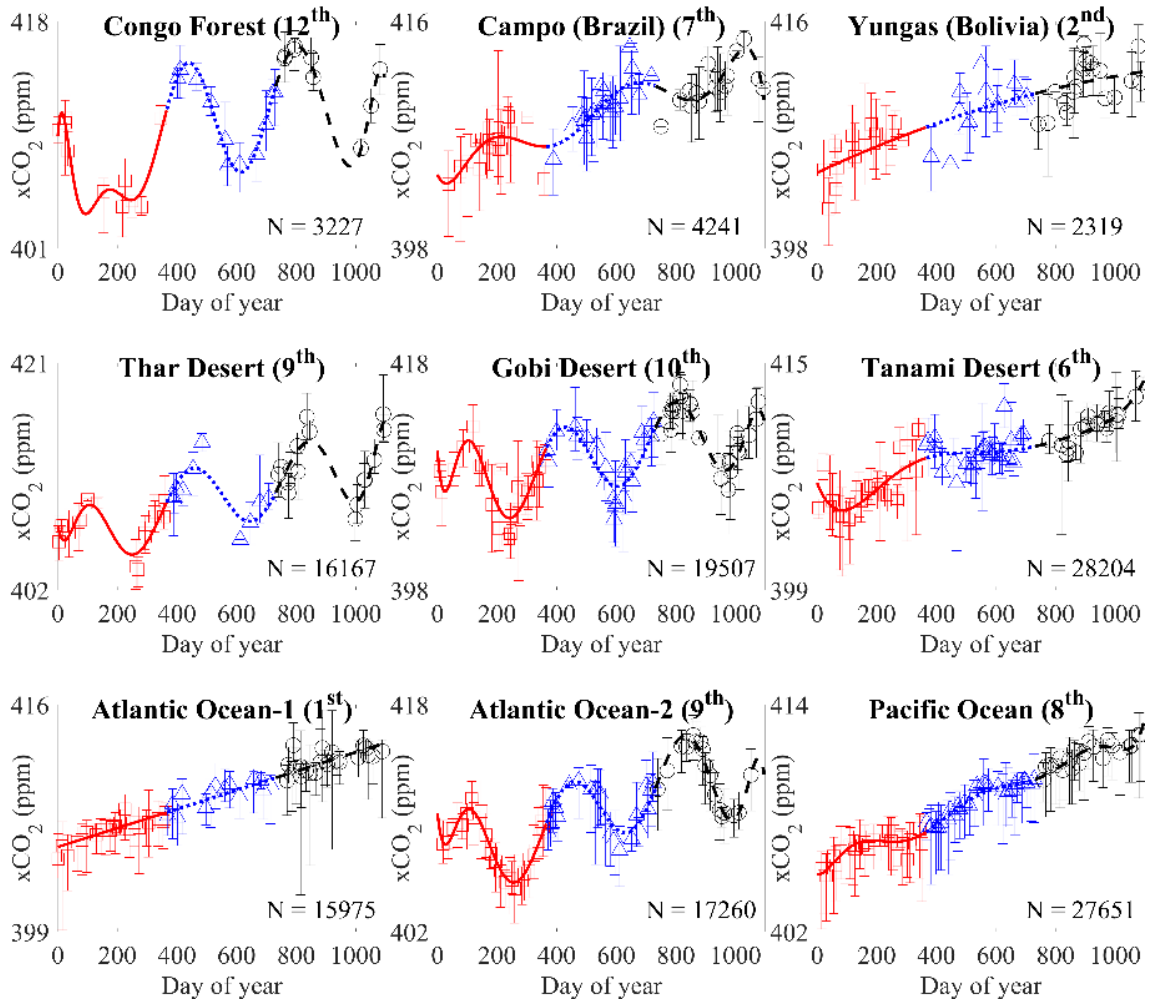 Congo Forest (12th)
418
xCO2 (ppm)
401
N = 3227
0 200 400 600 800 1000
Day of year
Campo (Brazil) (7th)
416
xCO2 (ppm)
398
N = 4241
0 200 400 600 800 1000
Day of year
Yungas (Bolivia) (2nd)
416
xCO2 (ppm)
398
N = 2319
0 200 400 600 800 1000
Day of year
Thar Desert (9th)
421
xCO2 (ppm)
402
N = 16167
0 200 400 600 800 1000
Day of year
Gobi Desert (10th)
418
xCO2 (ppm)
398
N = 19507
0 200 400 600 800 1000
Day of year
Tanami Desert (6th)
415
xCO2 (ppm)
399
N = 28204
0 200 400 600 800 1000
Day of year
Atlantic Ocean-1 (1st)
416
xCO2 (ppm)
399
N = 15975
0 200 400 600 800 1000
Day of year
Atlantic Ocean-2 (9th)
418
xCO2 (ppm)
402
N = 17260
0 200 400 600 800 1000
Day of year
Pacific Ocean (8th)
414
xCO2 (ppm)
402
N = 27651
0 200 400 600 800 1000
Day of year